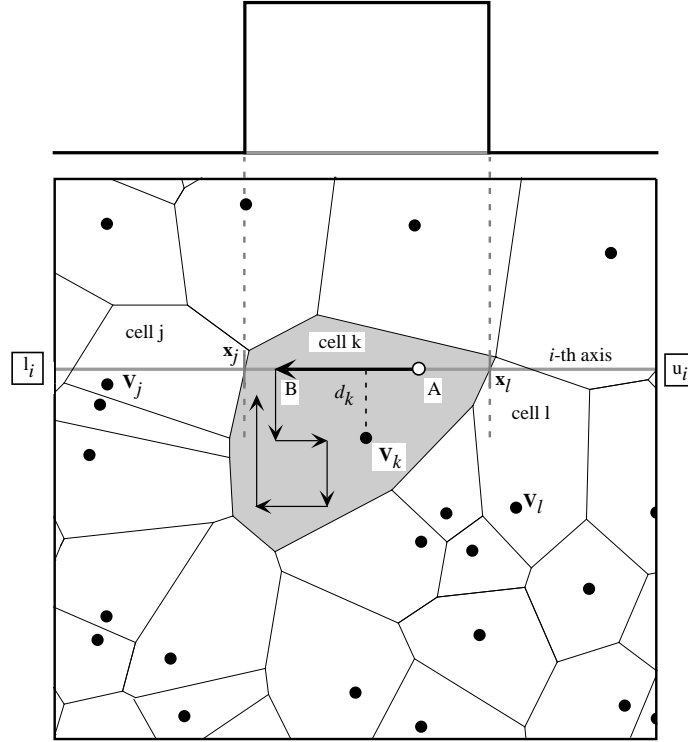 cell j
cell k
x_j
x_l
i-th axis
l_i
u_i
V_j
B
d_k
A
cell l
V_k
V_l